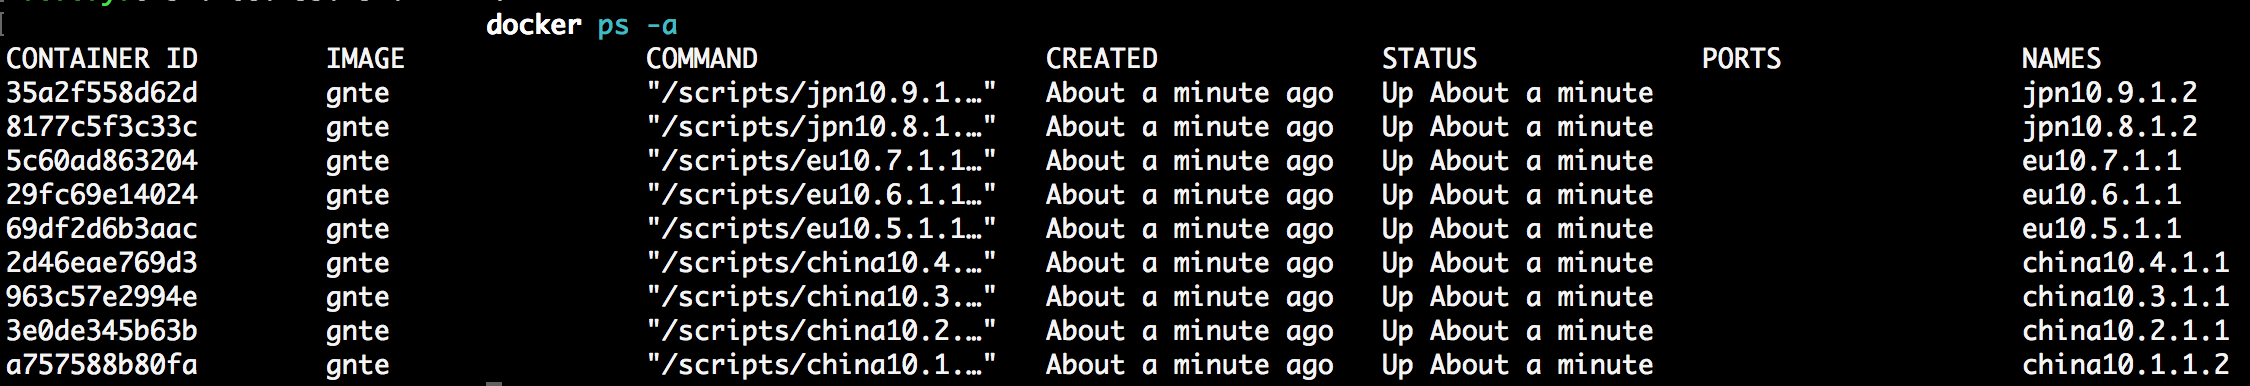 docker ps -a
CONTAINER ID IMAGE COMMAND CREATED STATUS PORTS NAMES
35a2f558d62d gnte "/scripts/jpn10.9.1.…" About a minute ago Up About a minute jpn10.9.1.2
8177c5f3c33c gnte "/scripts/jpn10.8.1.…" About a minute ago Up About a minute jpn10.8.1.2
5c60ad863204 gnte "/scripts/eu10.7.1.1…" About a minute ago Up About a minute eu10.7.1.1
29fc69e14024 gnte "/scripts/eu10.6.1.1…" About a minute ago Up About a minute eu10.6.1.1
69df2d6b3aac gnte "/scripts/eu10.5.1.1…" About a minute ago Up About a minute eu10.5.1.1
2d46eae769d3 gnte "/scripts/china10.4.…" About a minute ago Up About a minute china10.4.1.1
963c57e2994e gnte "/scripts/china10.3.…" About a minute ago Up About a minute china10.3.1.1
3e0de345b63b gnte "/scripts/china10.2.…" About a minute ago Up About a minute china10.2.1.1
a757588b80fa gnte "/scripts/china10.1.…" About a minute ago Up About a minute china10.1.1.2